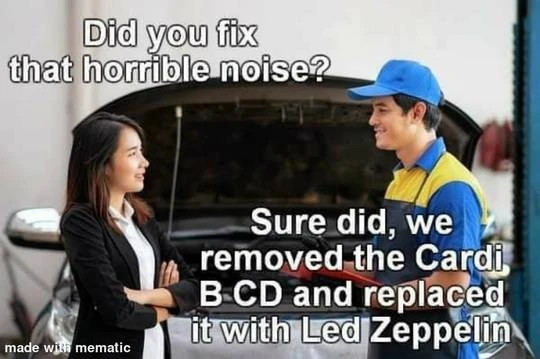 Did you fix
that horrible noise?
Sure did, we
removed the Cardi
B CD and replaced
it with Led Zeppelin
made with mematic